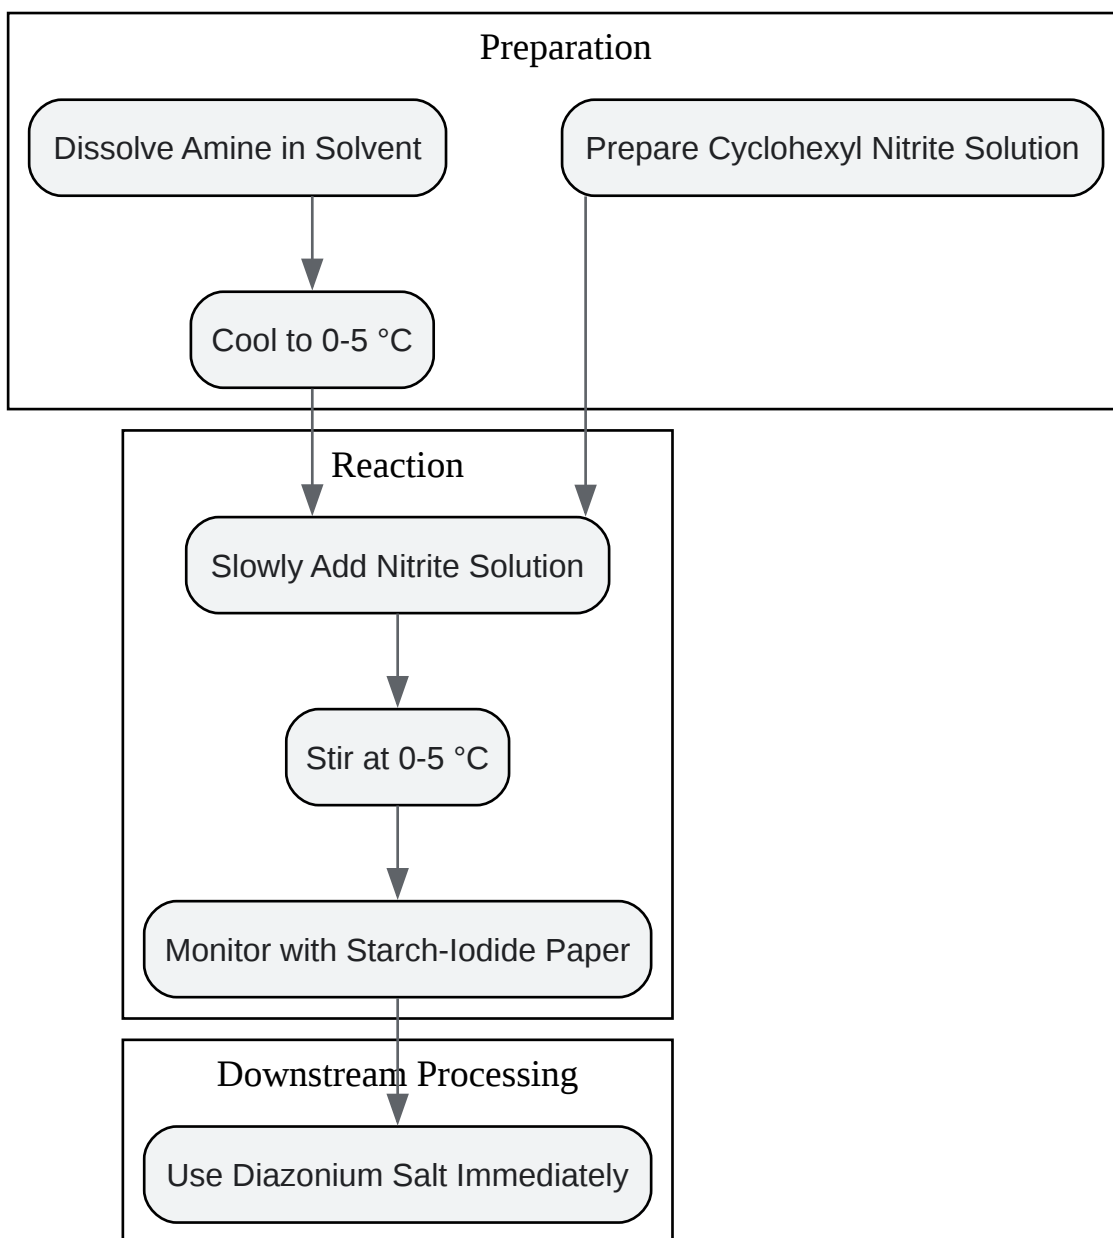 Preparation
Dissolve Amine in Solvent
Prepare Cyclohexyl Nitrite Solution
Cool to 0-5 °C
Reaction
Slowly Add Nitrite Solution
Stir at 0-5 °C
Monitor with Starch-Iodide Paper
Downstream Processing
Use Diazonium Salt Immediately